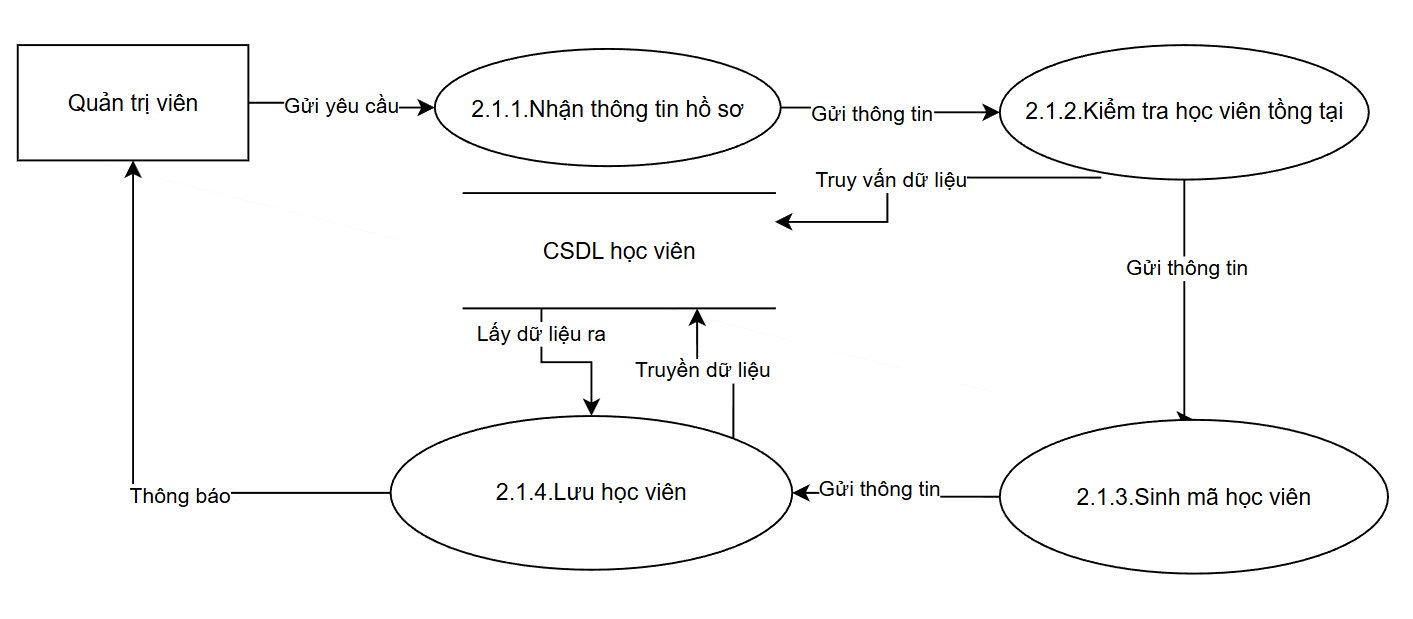 Quản trị viên
Gửi yêu cầu
2.1.1.Nhận thông tin hồ sơ
Gửi thông tin
2.1.2.Kiểm tra học viên tồng tại
Truy vấn dữ liệu
CSDL học viên
Gửi thông tin
Lấy dữ liệu ra
Truyền dữ liệu
Thông báo
2.1.4.Lưu học viên
Gửi thông tin
2.1.3.Sinh mã học viên